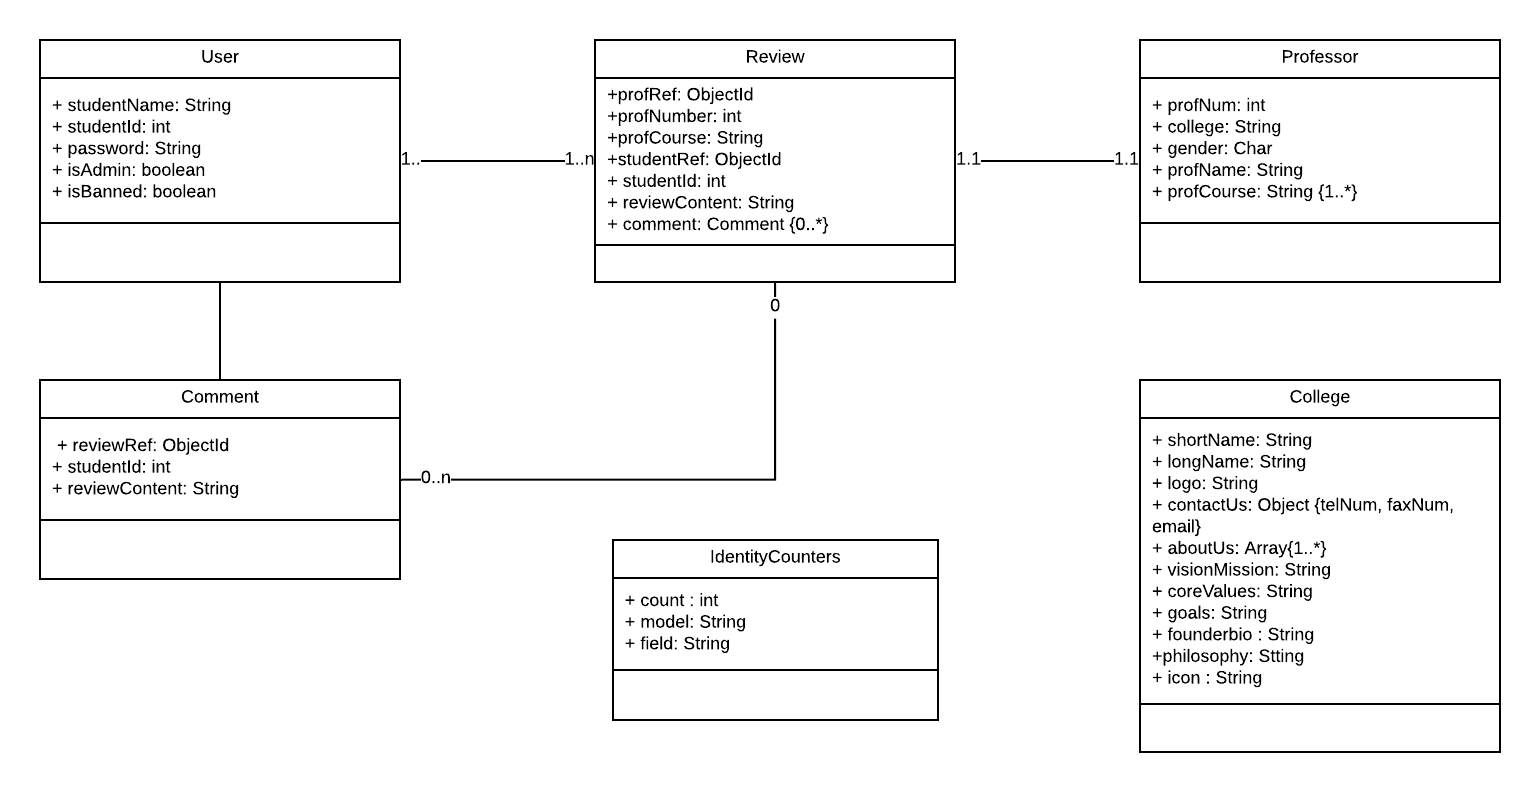 User
+ studentName: String
+ studentId: int
+ password: String
+ isAdmin: boolean
+ isBanned: boolean
1..
1..n
Review
+profRef: ObjectId
+profNumber: int
+profCourse: String
+studentRef: ObjectId
+ studentId: int
+ reviewContent: String
+ comment: Comment {0..*}
1.1
1.1
Professor
+ profNum: int
+ college: String
+ gender: Char
+ profName: String
+ profCourse: String {1..*}
0
Comment
+ reviewRef: ObjectId
+ studentId: int
+ reviewContent: String
0..n
IdentityCounters
+ count : int
+ model: String
+ field: String
College
+ shortName: String
+ longName: String
+ logo: String
+ contactUs: Object {telNum, faxNum,
email}
+ aboutUs: Array{1..*}
+ visionMission: String
+ coreValues: String
+ goals: String
+ founderbio : String
+philosophy: Stting
+ icon : String